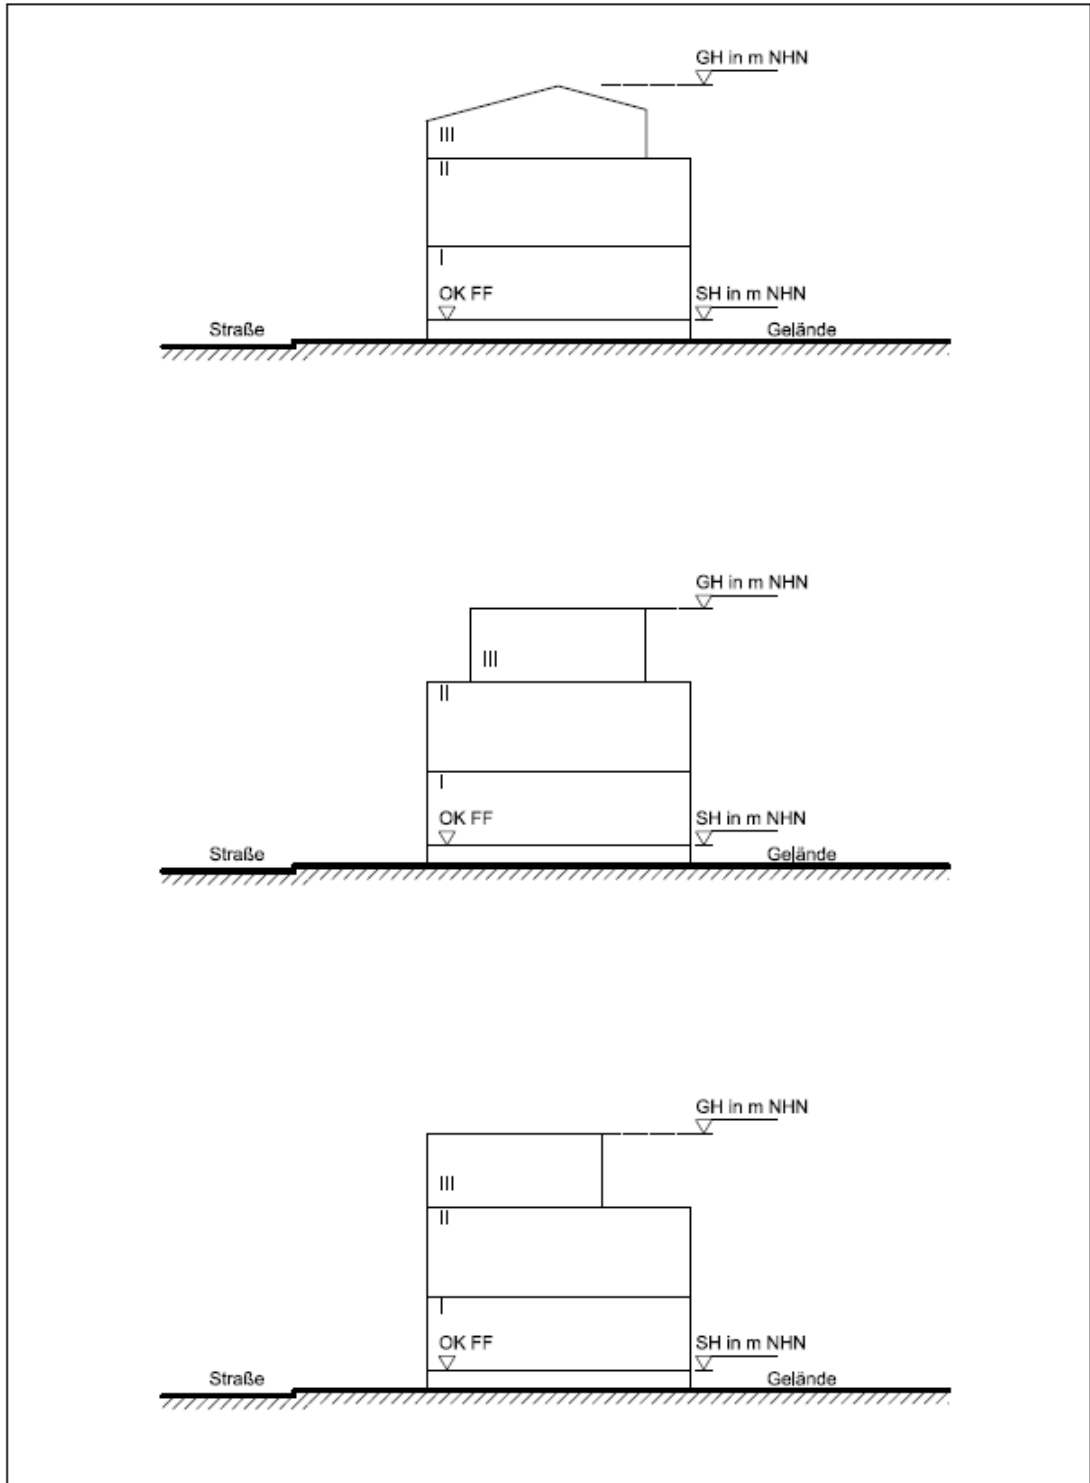 GH in m NHN
III
II
I
OK FF
SH in m NHN
Straße
Gelände
GH in m NHN
III
II
I
OK FF
SH in m NHN
Straße
Gelände
GH in m NHN
III
II
I
OK FF
SH in m NHN
Straße
Gelände